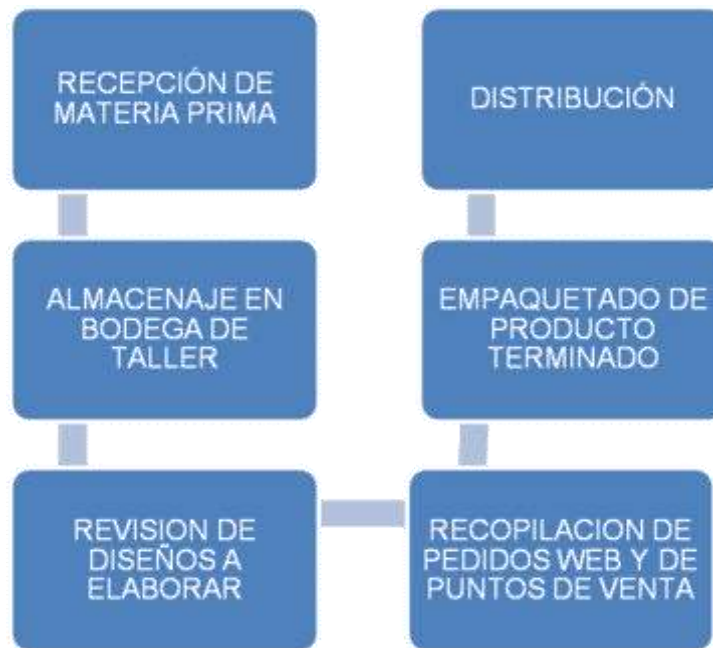 RECEPCIÓN DE
MATERIA PRIMA
ALMACENAJE EN
BODEGA DE
TALLER
REVISION DE
DISEÑOS A
ELABORAR
RECOPILACION DE
PEDIDOS WEB Y DE
PUNTOS DE VENTA
EMPAQUETADO DE
PRODUCTO
TERMINADO
DISTRIBUCIÓN